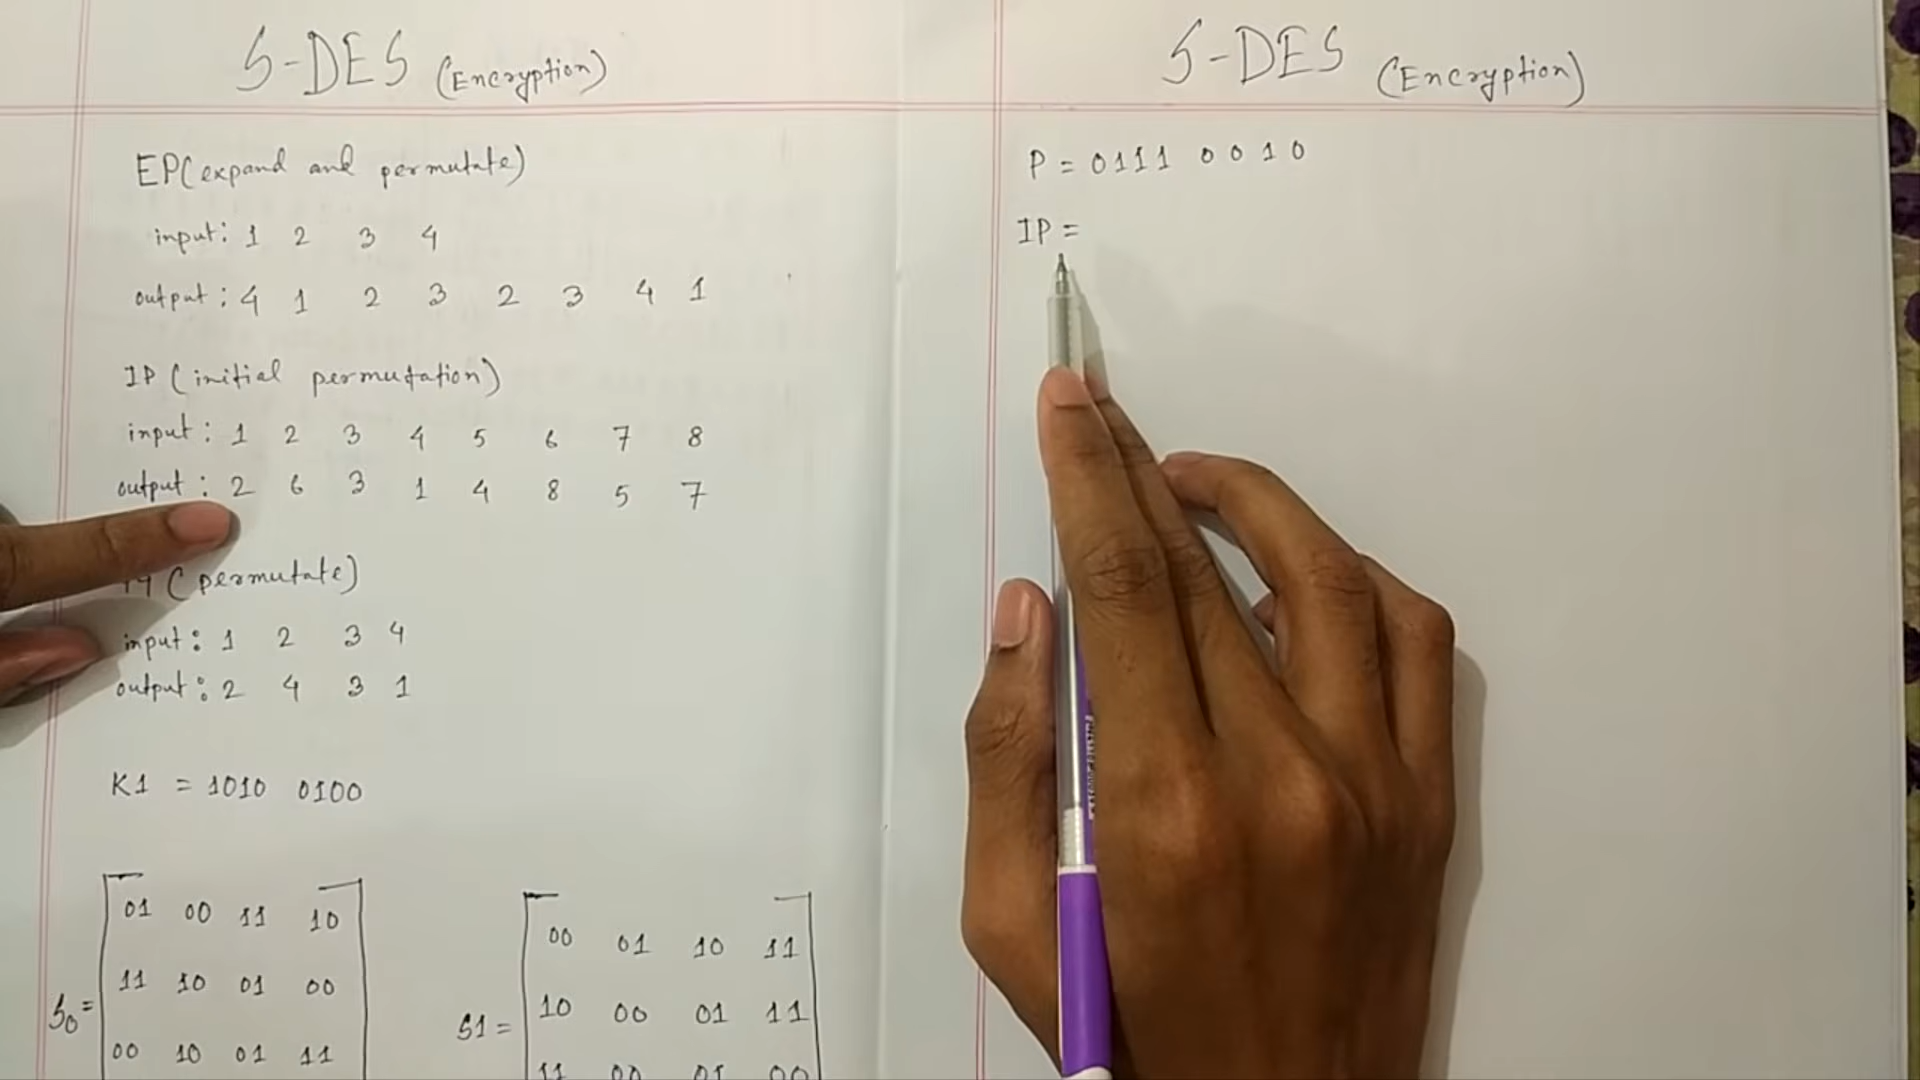 S-DES (Encryption)
EP(expand and permutate)
input: 1 2 3 4
output: 4 1 2 3 2 3 4 1
IP (initial permutation)
input: 1 2 3 4 5 6 7 8
output: 2 6 3 1 4 8 5 7
(permutate)
input: 1 2 3 4
output: 2 4 3 1
K1 = 1010 0100
01 00 11 10
11 10 01 00
S0 =
00 10 01 11
00 01 10 11
10 00 01 11
S1 =
11 00 01 00
S-DES (Encryption)
P = 0111 0010
IP =